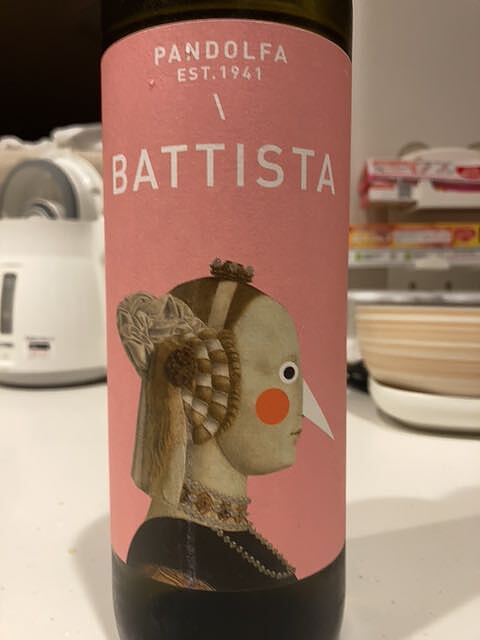 PANDOLFA
EST.1941
\
BATTISTA